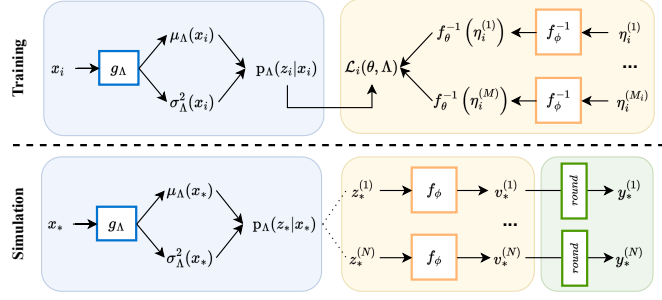 Training
x_i
g_Λ
μ_Λ(x_i)
σ²_Λ(x_i)
p_Λ(z_i|x_i)
ℒ_i(θ, Λ)
f_θ^{-1}(η_i^{(1)})
f_ϕ^{-1}
η_i^{(1)}
...
f_θ^{-1}(η_i^{(M)})
f_ϕ^{-1}
η_i^{(M_i)}
Simulation
x_*
g_Λ
μ_Λ(x_*)
σ²_Λ(x_*)
p_Λ(z_*|x_*)
z_*^{(1)}
f_ϕ
v_*^{(1)}
round
y_*^{(1)}
...
z_*^{(N)}
f_ϕ
v_*^{(N)}
round
y_*^{(N)}